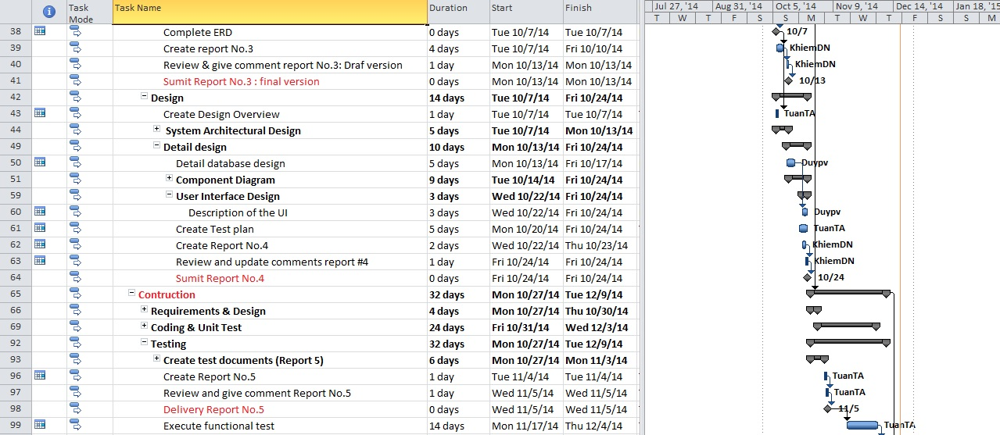 Task Mode Task Name Duration Start Finish Jul 27, '14 Aug 31, '14 Oct 5, '14 Nov 9, '14 Dec 14, '14 Jan 18, '15
T W T F S S M T W T F S
38 Complete ERD 0 days Tue 10/7/14 Tue 10/7/14 10/7
39 Create report No.3 4 days Tue 10/7/14 Fri 10/10/14 KhiemDN
40 Review & give comment report No.3: Draf version 1 day Mon 10/13/14 Mon 10/13/14 KhiemDN
41 Sumit Report No.3 : final version 0 days Mon 10/13/14 Mon 10/13/14 10/13
42 Design 14 days Tue 10/7/14 Fri 10/24/14
43 Create Design Overview 1 day Tue 10/7/14 Tue 10/7/14 TuanTA
44 System Architectural Design 5 days Tue 10/7/14 Mon 10/13/14
49 Detail design 10 days Mon 10/13/14 Fri 10/24/14
50 Detail database design 5 days Mon 10/13/14 Fri 10/17/14 Duypv
51 Component Diagram 9 days Tue 10/14/14 Fri 10/24/14
59 User Interface Design 3 days Wed 10/22/14 Fri 10/24/14
60 Description of the UI 3 days Wed 10/22/14 Fri 10/24/14 Duypv
61 Create Test plan 5 days Mon 10/20/14 Fri 10/24/14 TuanTA
62 Create Report No.4 2 days Wed 10/22/14 Thu 10/23/14 KhiemDN
63 Review and update comments report #4 1 day Fri 10/24/14 Fri 10/24/14 KhiemDN
64 Sumit Report No.4 0 days Fri 10/24/14 Fri 10/24/14 10/24
65 Contruction 32 days Mon 10/27/14 Tue 12/9/14
66 Requirements & Design 4 days Mon 10/27/14 Thu 10/30/14
69 Coding & Unit Test 24 days Fri 10/31/14 Wed 12/3/14
92 Testing 32 days Mon 10/27/14 Tue 12/9/14
93 Create test documents (Report 5) 6 days Mon 10/27/14 Mon 11/3/14
96 Create Report No.5 1 day Tue 11/4/14 Tue 11/4/14 TuanTA
97 Review and give comment Report No.5 1 day Wed 11/5/14 Wed 11/5/14 TuanTA
98 Delivery Report No.5 0 days Wed 11/5/14 Wed 11/5/14 11/5
99 Execute functional test 14 days Mon 11/17/14 Thu 12/4/14 TuanTA